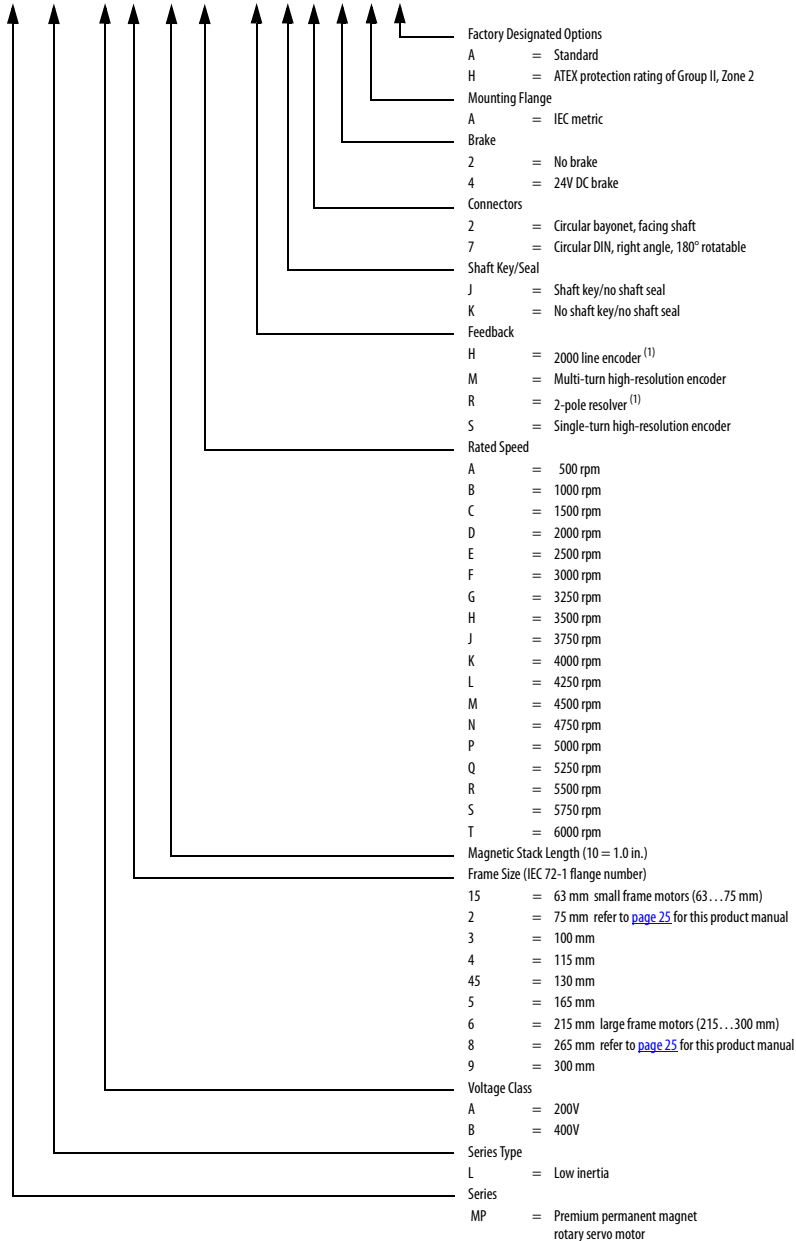 Factory Designated Options
A = Standard
H = ATEX protection rating of Group II, Zone 2
Mounting Flange
A = IEC metric
Brake
2 = No brake
4 = 24V DC brake
Connectors
2 = Circular bayonet, facing shaft
7 = Circular DIN, right angle, 180° rotatable
Shaft Key/Seal
J = Shaft key/no shaft seal
K = No shaft key/no shaft seal
Feedback
H = 2000 line encoder (1)
M = Multi-turn high-resolution encoder
R = 2-pole resolver (1)
S = Single-turn high-resolution encoder
Rated Speed
A = 500 rpm
B = 1000 rpm
C = 1500 rpm
D = 2000 rpm
E = 2500 rpm
F = 3000 rpm
G = 3250 rpm
H = 3500 rpm
J = 3750 rpm
K = 4000 rpm
L = 4250 rpm
M = 4500 rpm
N = 4750 rpm
P = 5000 rpm
Q = 5250 rpm
R = 5500 rpm
S = 5750 rpm
T = 6000 rpm
Magnetic Stack Length (10 = 1.0 in.)
Frame Size (IEC 72-1 flange number)
15 = 63 mm small frame motors (63...75 mm)
2 = 75 mm refer to page 25 for this product manual
3 = 100 mm
4 = 115 mm
45 = 130 mm
5 = 165 mm
6 = 215 mm large frame motors (215...300 mm)
8 = 265 mm refer to page 25 for this product manual
9 = 300 mm
Voltage Class
A = 200V
B = 400V
Series Type
L = Low inertia
Series
MP = Premium permanent magnet
rotary servo motor